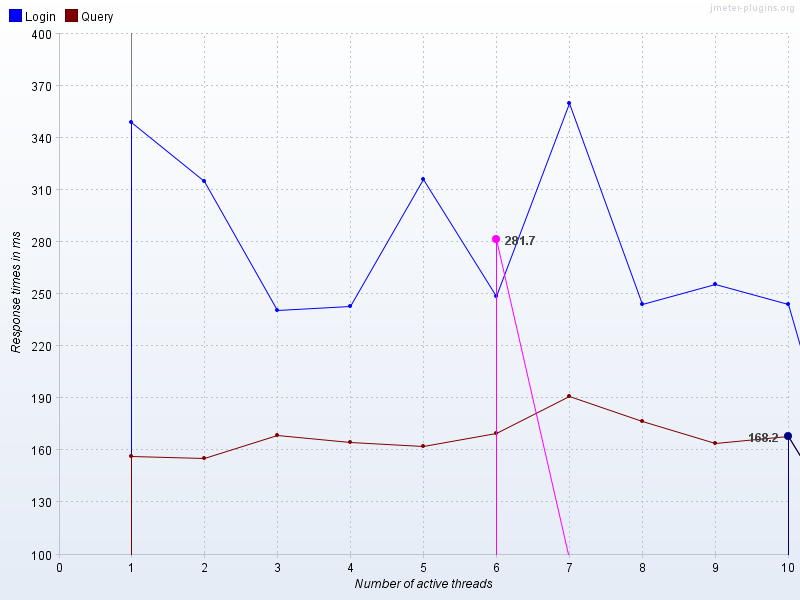 jmeter-plugins.org
Login Query
400
370
340
310
280
250
220
190
160
130
100
Response times in ms
281.7
168.2
0 1 2 3 4 5 6 7 8 9 10
Number of active threads